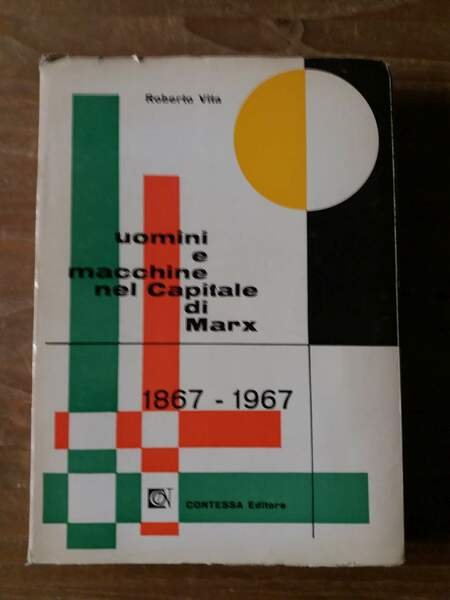 Roberto Vita
uomini
e
macchine
nel Capitale
di
Marx
1867 - 1967
CONTESSA Editore